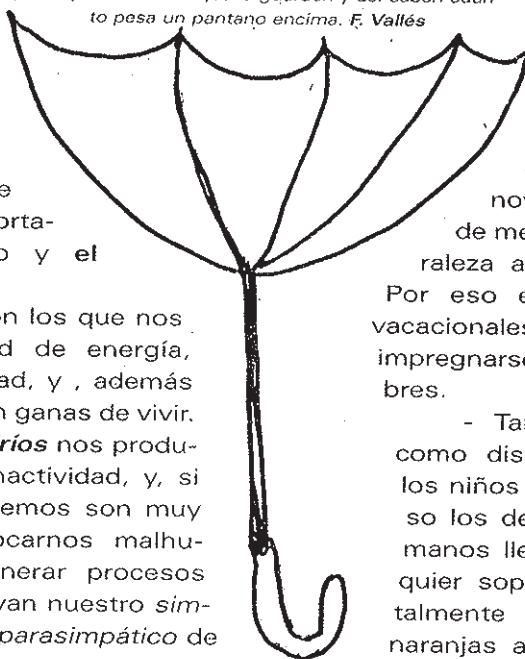 to pesa un pantano encima. F. Vallés
e
orta-
o y el
on los que nos
d de energía,
ad, y , además
n ganas de vivir.
ríos nos produ-
nactividad, y, si
emos son muy
ocarnos malhu-
nerar procesos
van nuestro sim-
parasimpático de
nov
de me
raleza a
Por eso e
vacacionales
impregnarse
bres.
- Ta
como dis
los niños
so los de
manos lle
quier sop
talmente
naranjas a